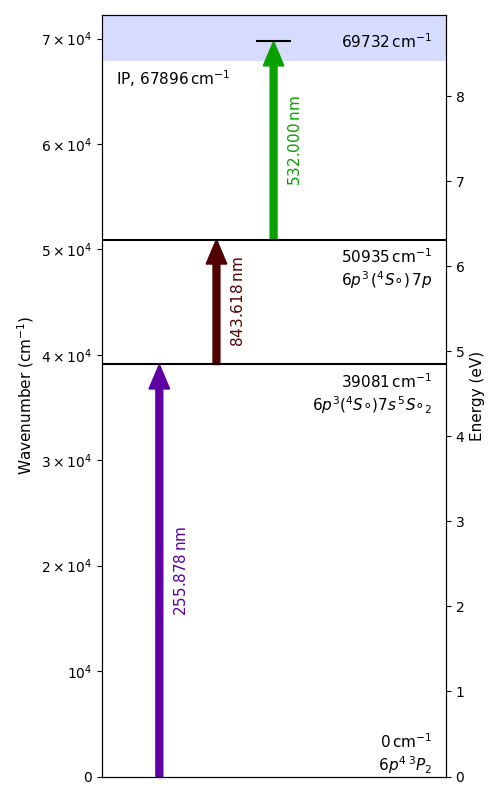 7 × 10⁴
69732 cm⁻¹
IP, 67896 cm⁻¹
8
532.000 nm
6 × 10⁴
7
5 × 10⁴
50935 cm⁻¹
6
6p³(⁴S∘) 7p
843.618 nm
4 × 10⁴
5
39081 cm⁻¹
6p³(⁴S∘)7s⁵S∘₂
Wavenumber (cm⁻¹)
Energy (eV)
4
3 × 10⁴
3
255.878 nm
2 × 10⁴
2
10⁴
1
0 cm⁻¹
6p⁴ ³P₂
0
0